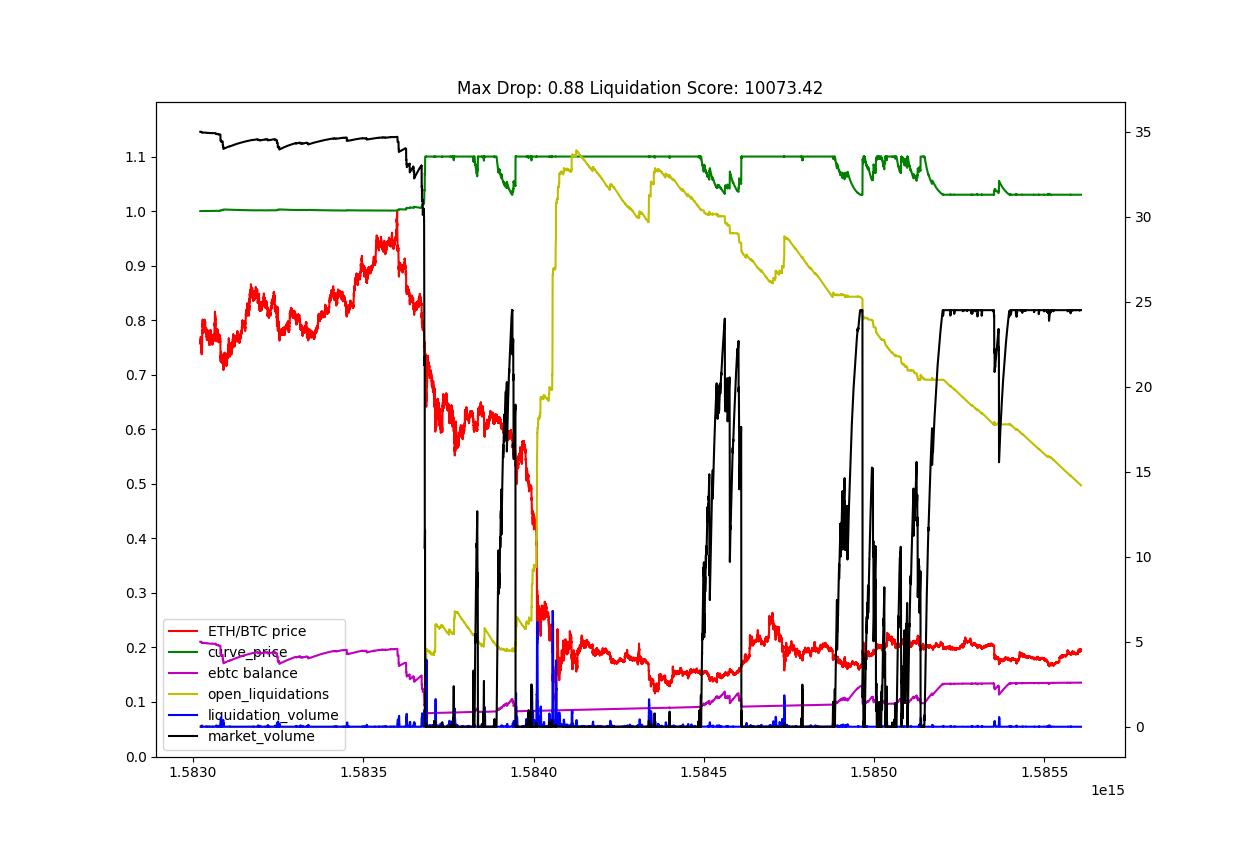 Max Drop: 0.88 Liquidation Score: 10073.42
1.1
1.0
0.9
0.8
0.7
0.6
0.5
0.4
0.3
0.2
0.1
0.0
35
30
25
20
15
10
5
0
ETH/BTC price
curve_price
ebtc balance
open_liquidations
liquidation_volume
market_volume
1.5830 1.5835 1.5840 1.5845 1.5850 1.5855
1e15